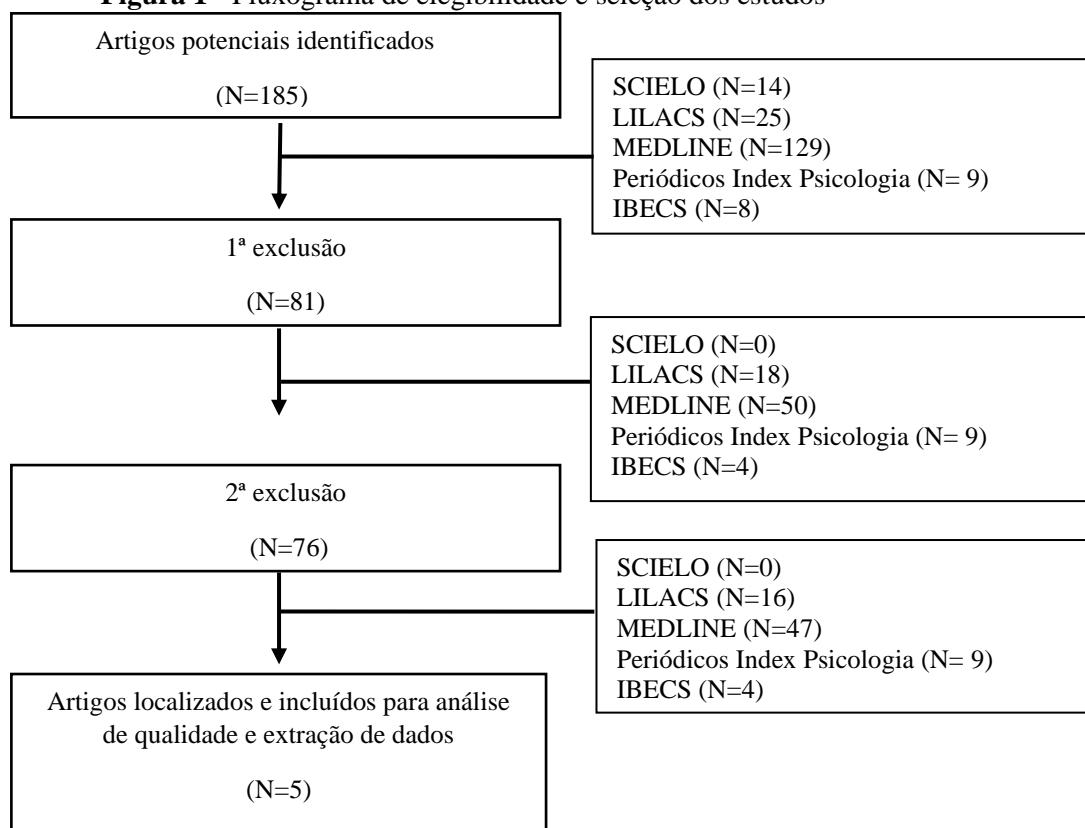 Figura 1 - Fluxograma de elegibilidade e seleção dos estudos
Artigos potenciais identificados
(N=185)
SCIELO (N=14)
LILACS (N=25)
MEDLINE (N=129)
Periódicos Index Psicologia (N= 9)
IBECS (N=8)
1ª exclusão
(N=81)
SCIELO (N=0)
LILACS (N=18)
MEDLINE (N=50)
Periódicos Index Psicologia (N= 9)
IBECS (N=4)
2ª exclusão
(N=76)
SCIELO (N=0)
LILACS (N=16)
MEDLINE (N=47)
Periódicos Index Psicologia (N= 9)
IBECS (N=4)
Artigos localizados e incluídos para análise
de qualidade e extração de dados
(N=5)